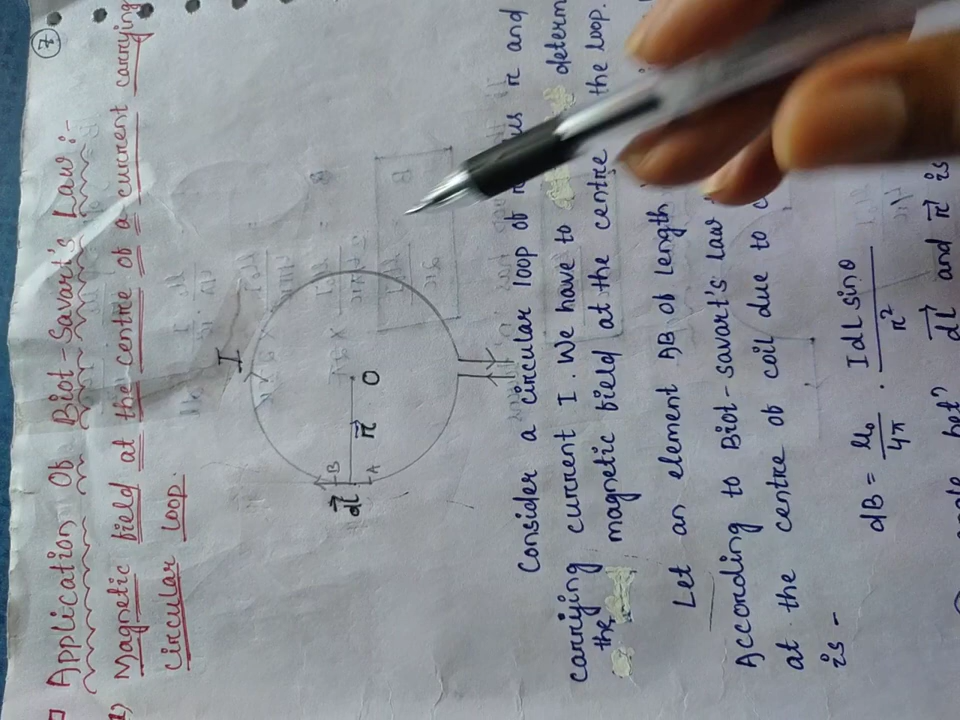 7
Application Of Biot-Savart's Law :-
1) Magnetic field at the centre of a current carrying
Circular Loop.
I
B
A
dl
r
O
Consider a circular loop of and
carrying current I. We have to determ
the magnetic field at the centre the loop.
Let an element AB of length
According to Biot-savart's law
at the centre of coil due to
is -
dB = μ₀/4π . IdL sinθ/r²
dL and r is